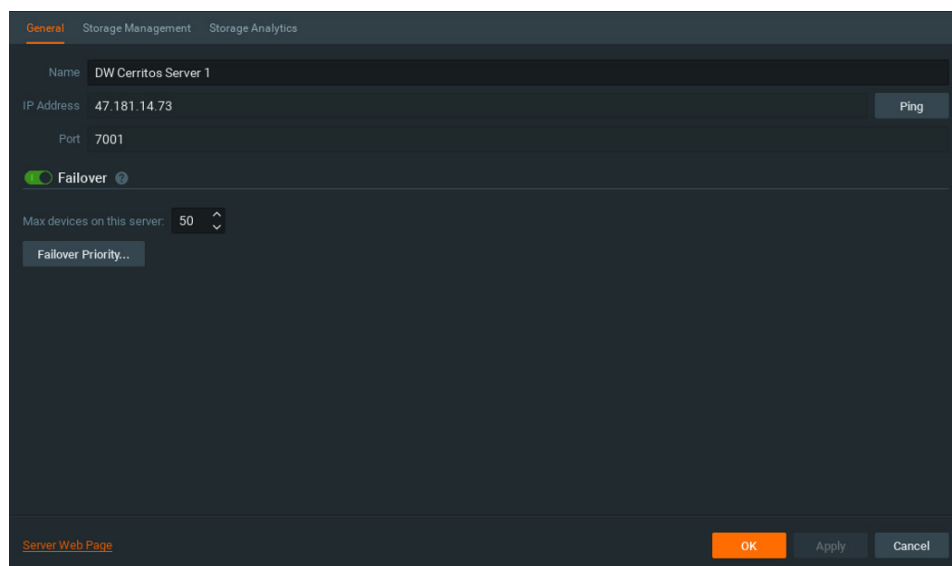 General Storage Management Storage Analytics
Name DW Cerritos Server 1
IP Address 47.181.14.73 Ping
Port 7001
Failover ?
Max devices on this server: 50
Failover Priority...
Server Web Page OK Apply Cancel